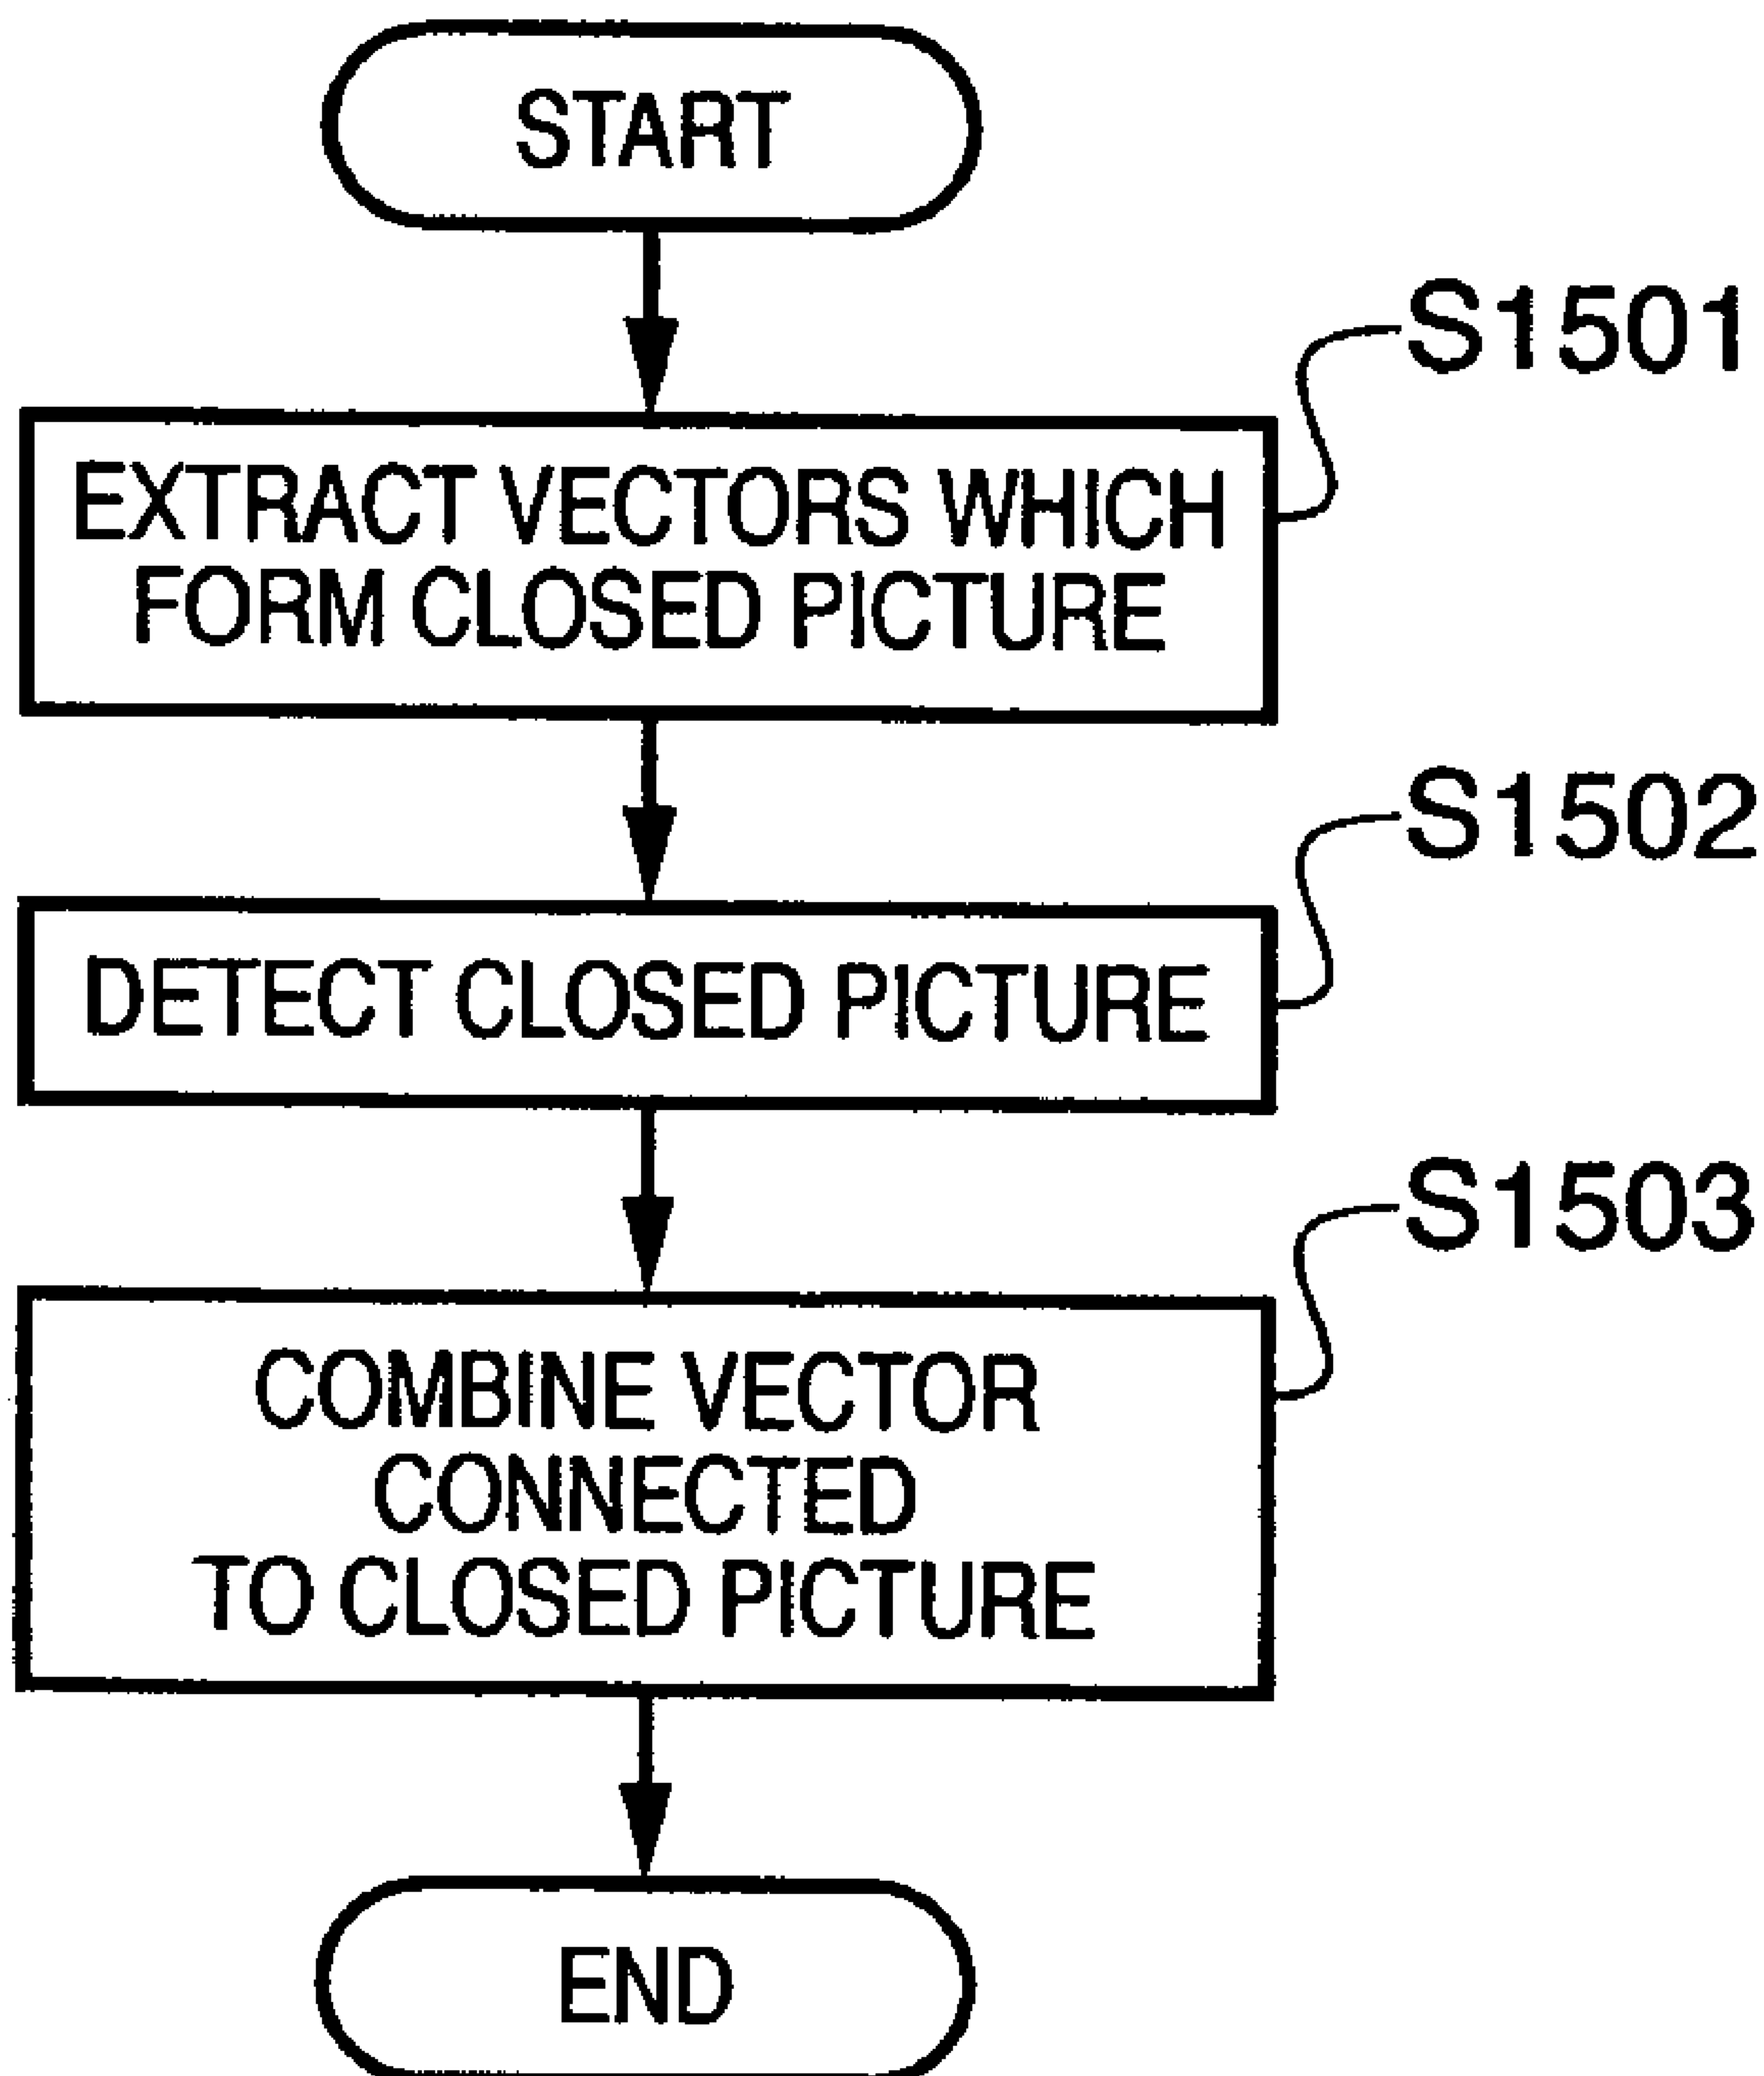 START
S1501
EXTRACT VECTORS WHICH
FORM CLOSED PICTURE
S1502
DETECT CLOSED PICTURE
S1503
COMBINE VECTOR
CONNECTED
TO CLOSED PICTURE
END